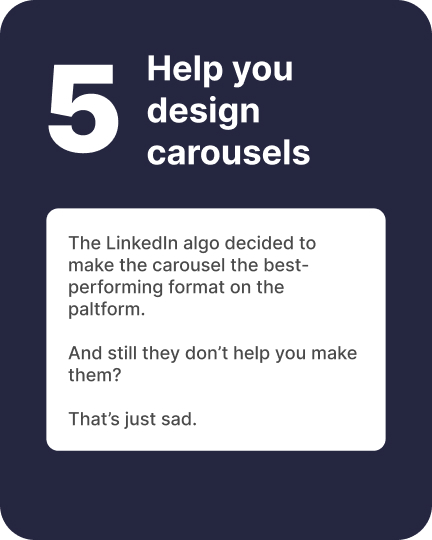 5
Help you
design
carousels
The LinkedIn algo decided to
make the carousel the best-
performing format on the
paltform.
And still they don’t help you make
them?
That’s just sad.